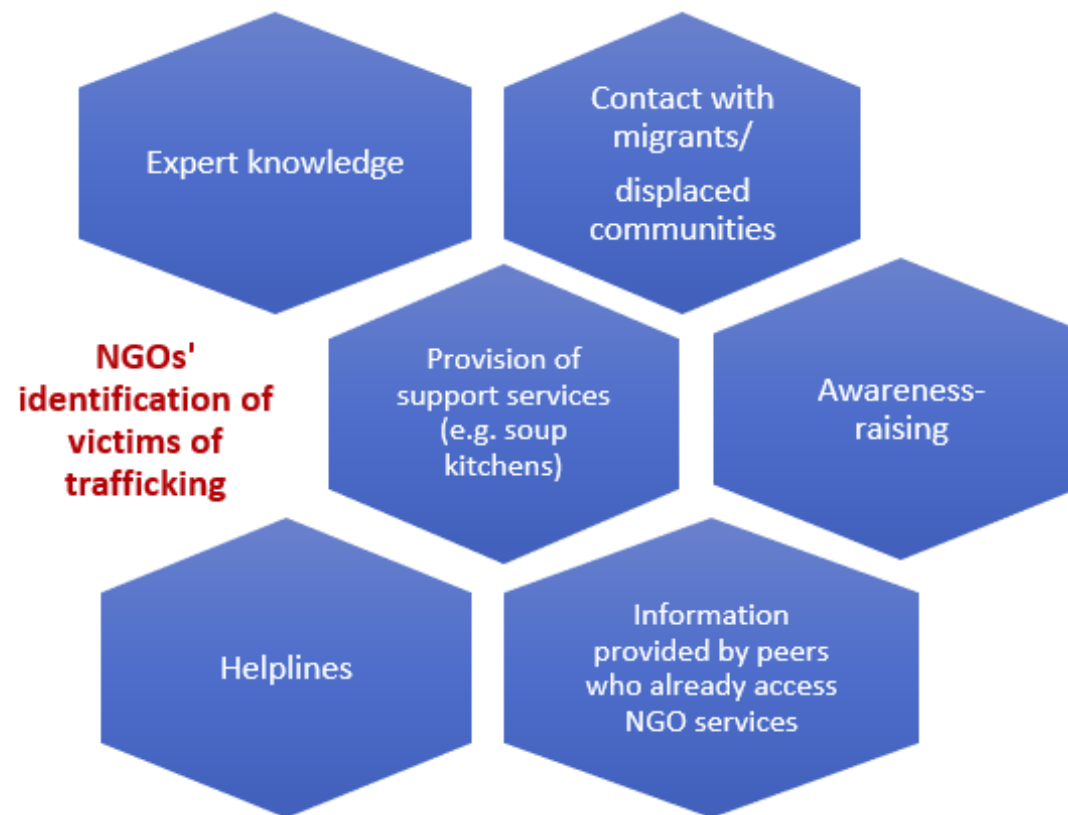 Expert knowledge
Contact with
migrants/
displaced
communities
NGOs'
identification of
victims of
trafficking
Provision of
support services
(e.g. soup
kitchens)
Awareness-
raising
Helplines
Information
provided by peers
who already access
NGO services